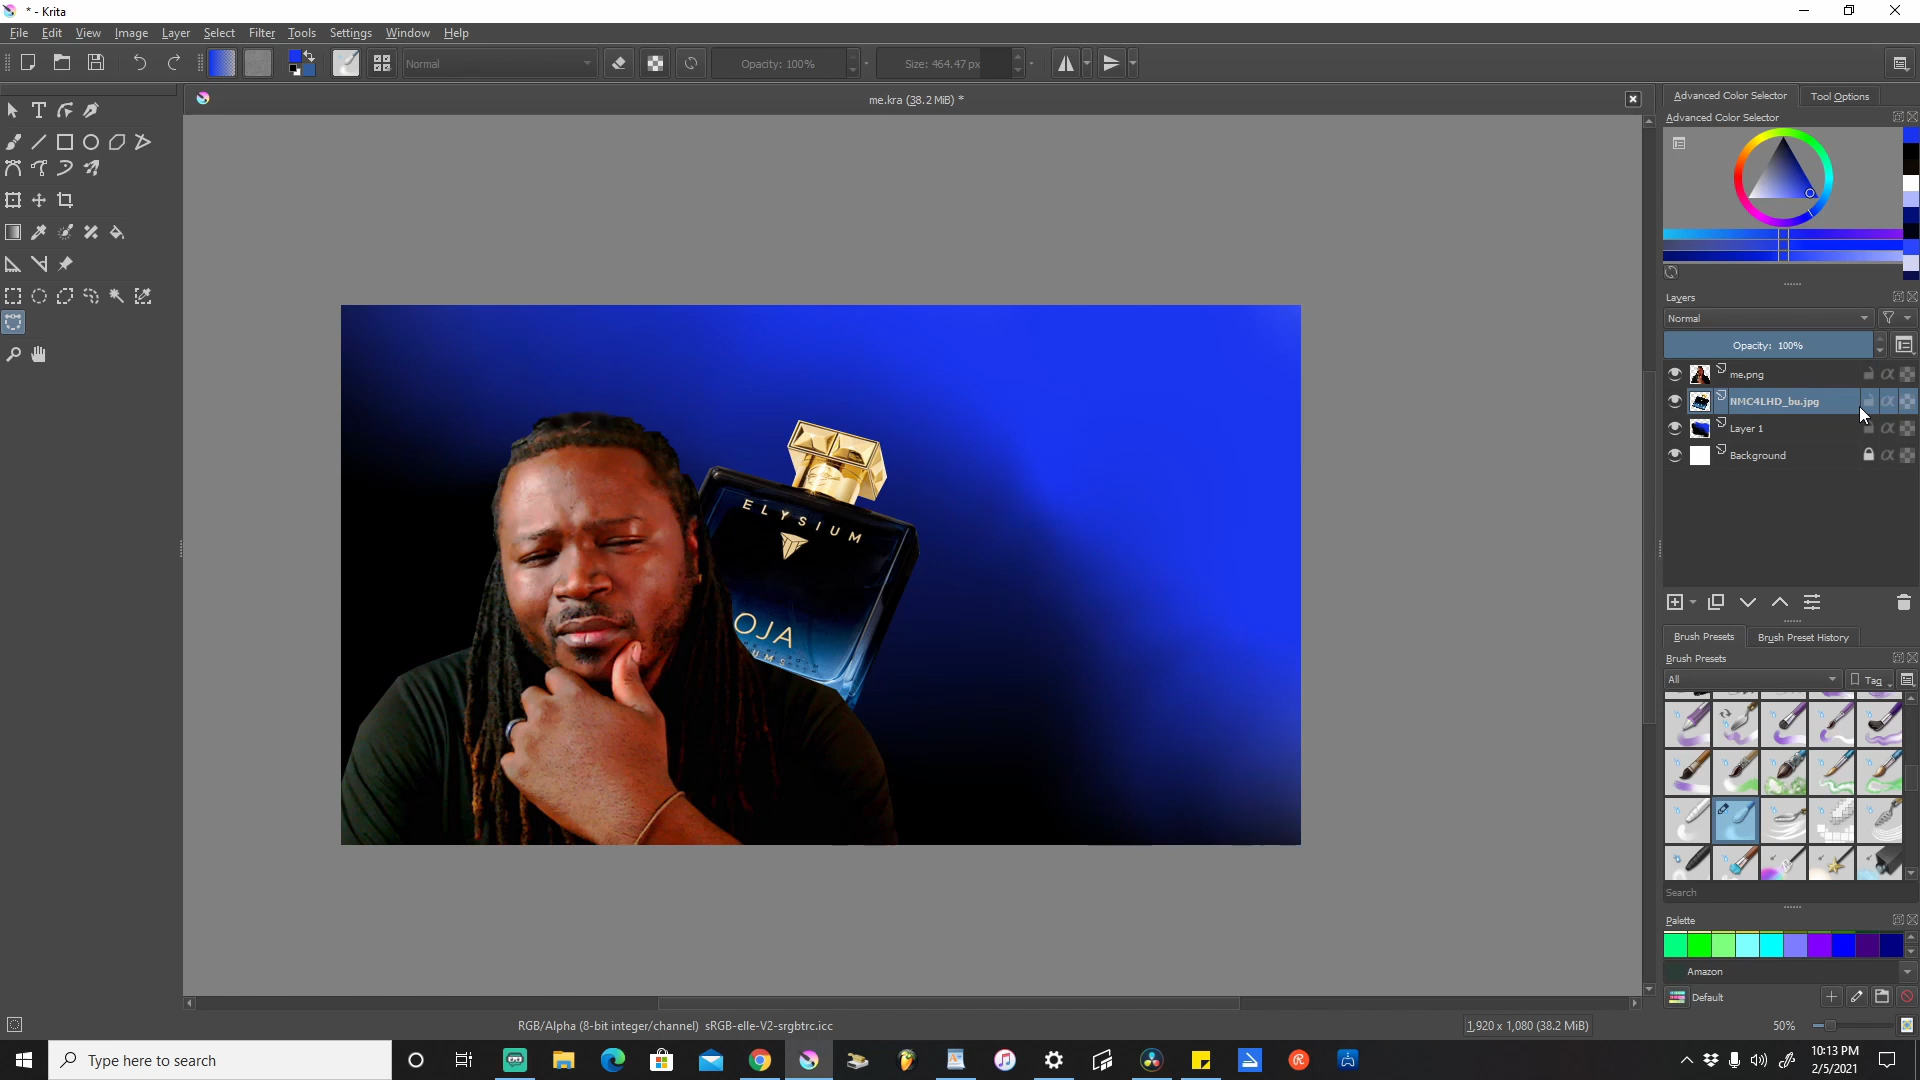 * - Krita
File Edit View Image Layer Select Filter Tools Settings Window Help
Normal
Opacity: 100%
Size: 464.47 px
me.kra (38.2 MiB) *
Advanced Color Selector
Tool Options
Advanced Color Selector
Layers
Normal
Opacity: 100%
me.png
NMC4LHD_bu.jpg
Layer 1
Background
ELYSIUM
OJA
UMS
Brush Presets
Brush Preset History
Brush Presets
All
Tag
Search
Palette
Amazon
Default
RGB/Alpha (8-bit integer/channel) sRGB-elle-V2-srgbtrc.icc
1,920 x 1,080 (38.2 MiB)
50%
Type here to search
10:13 PM
2/5/2021